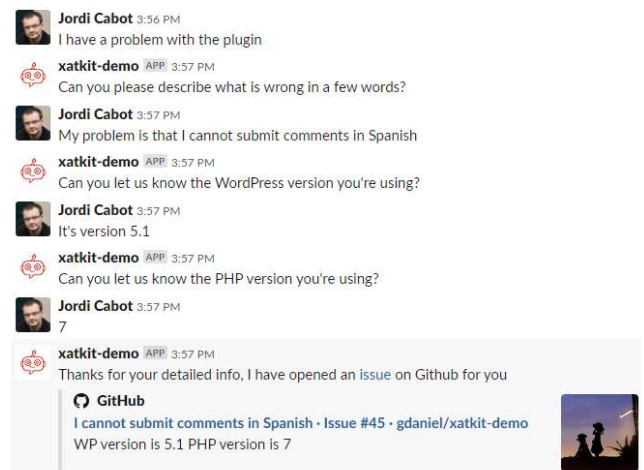 Jordi Cabot 3:56 PM
I have a problem with the plugin
xatkit-demo APP 3:57 PM
Can you please describe what is wrong in a few words?
Jordi Cabot 3:57 PM
My problem is that I cannot submit comments in Spanish
xatkit-demo APP 3:57 PM
Can you let us know the WordPress version you're using?
Jordi Cabot 3:57 PM
It's version 5.1
xatkit-demo APP 3:57 PM
Can you let us know the PHP version you're using?
Jordi Cabot 3:57 PM
7
xatkit-demo APP 3:57 PM
Thanks for your detailed info, I have opened an issue on Github for you
GitHub
I cannot submit comments in Spanish · Issue #45 · gdaniel/xatkit-demo
WP version is 5.1 PHP version is 7